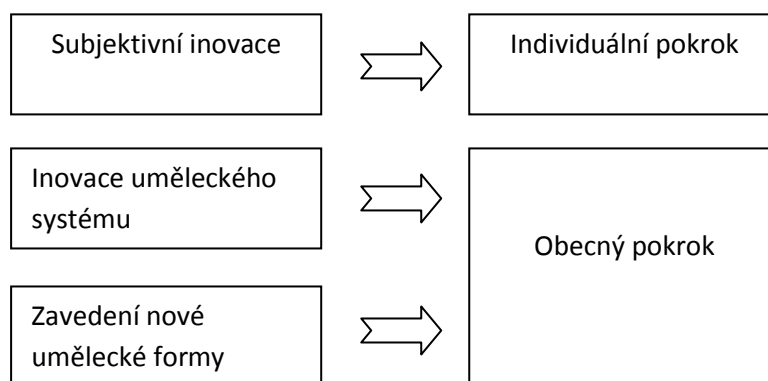 Subjektivní inovace
Individuální pokrok
Inovace uměleckého
systému
Obecný pokrok
Zavedení nové
umělecké formy